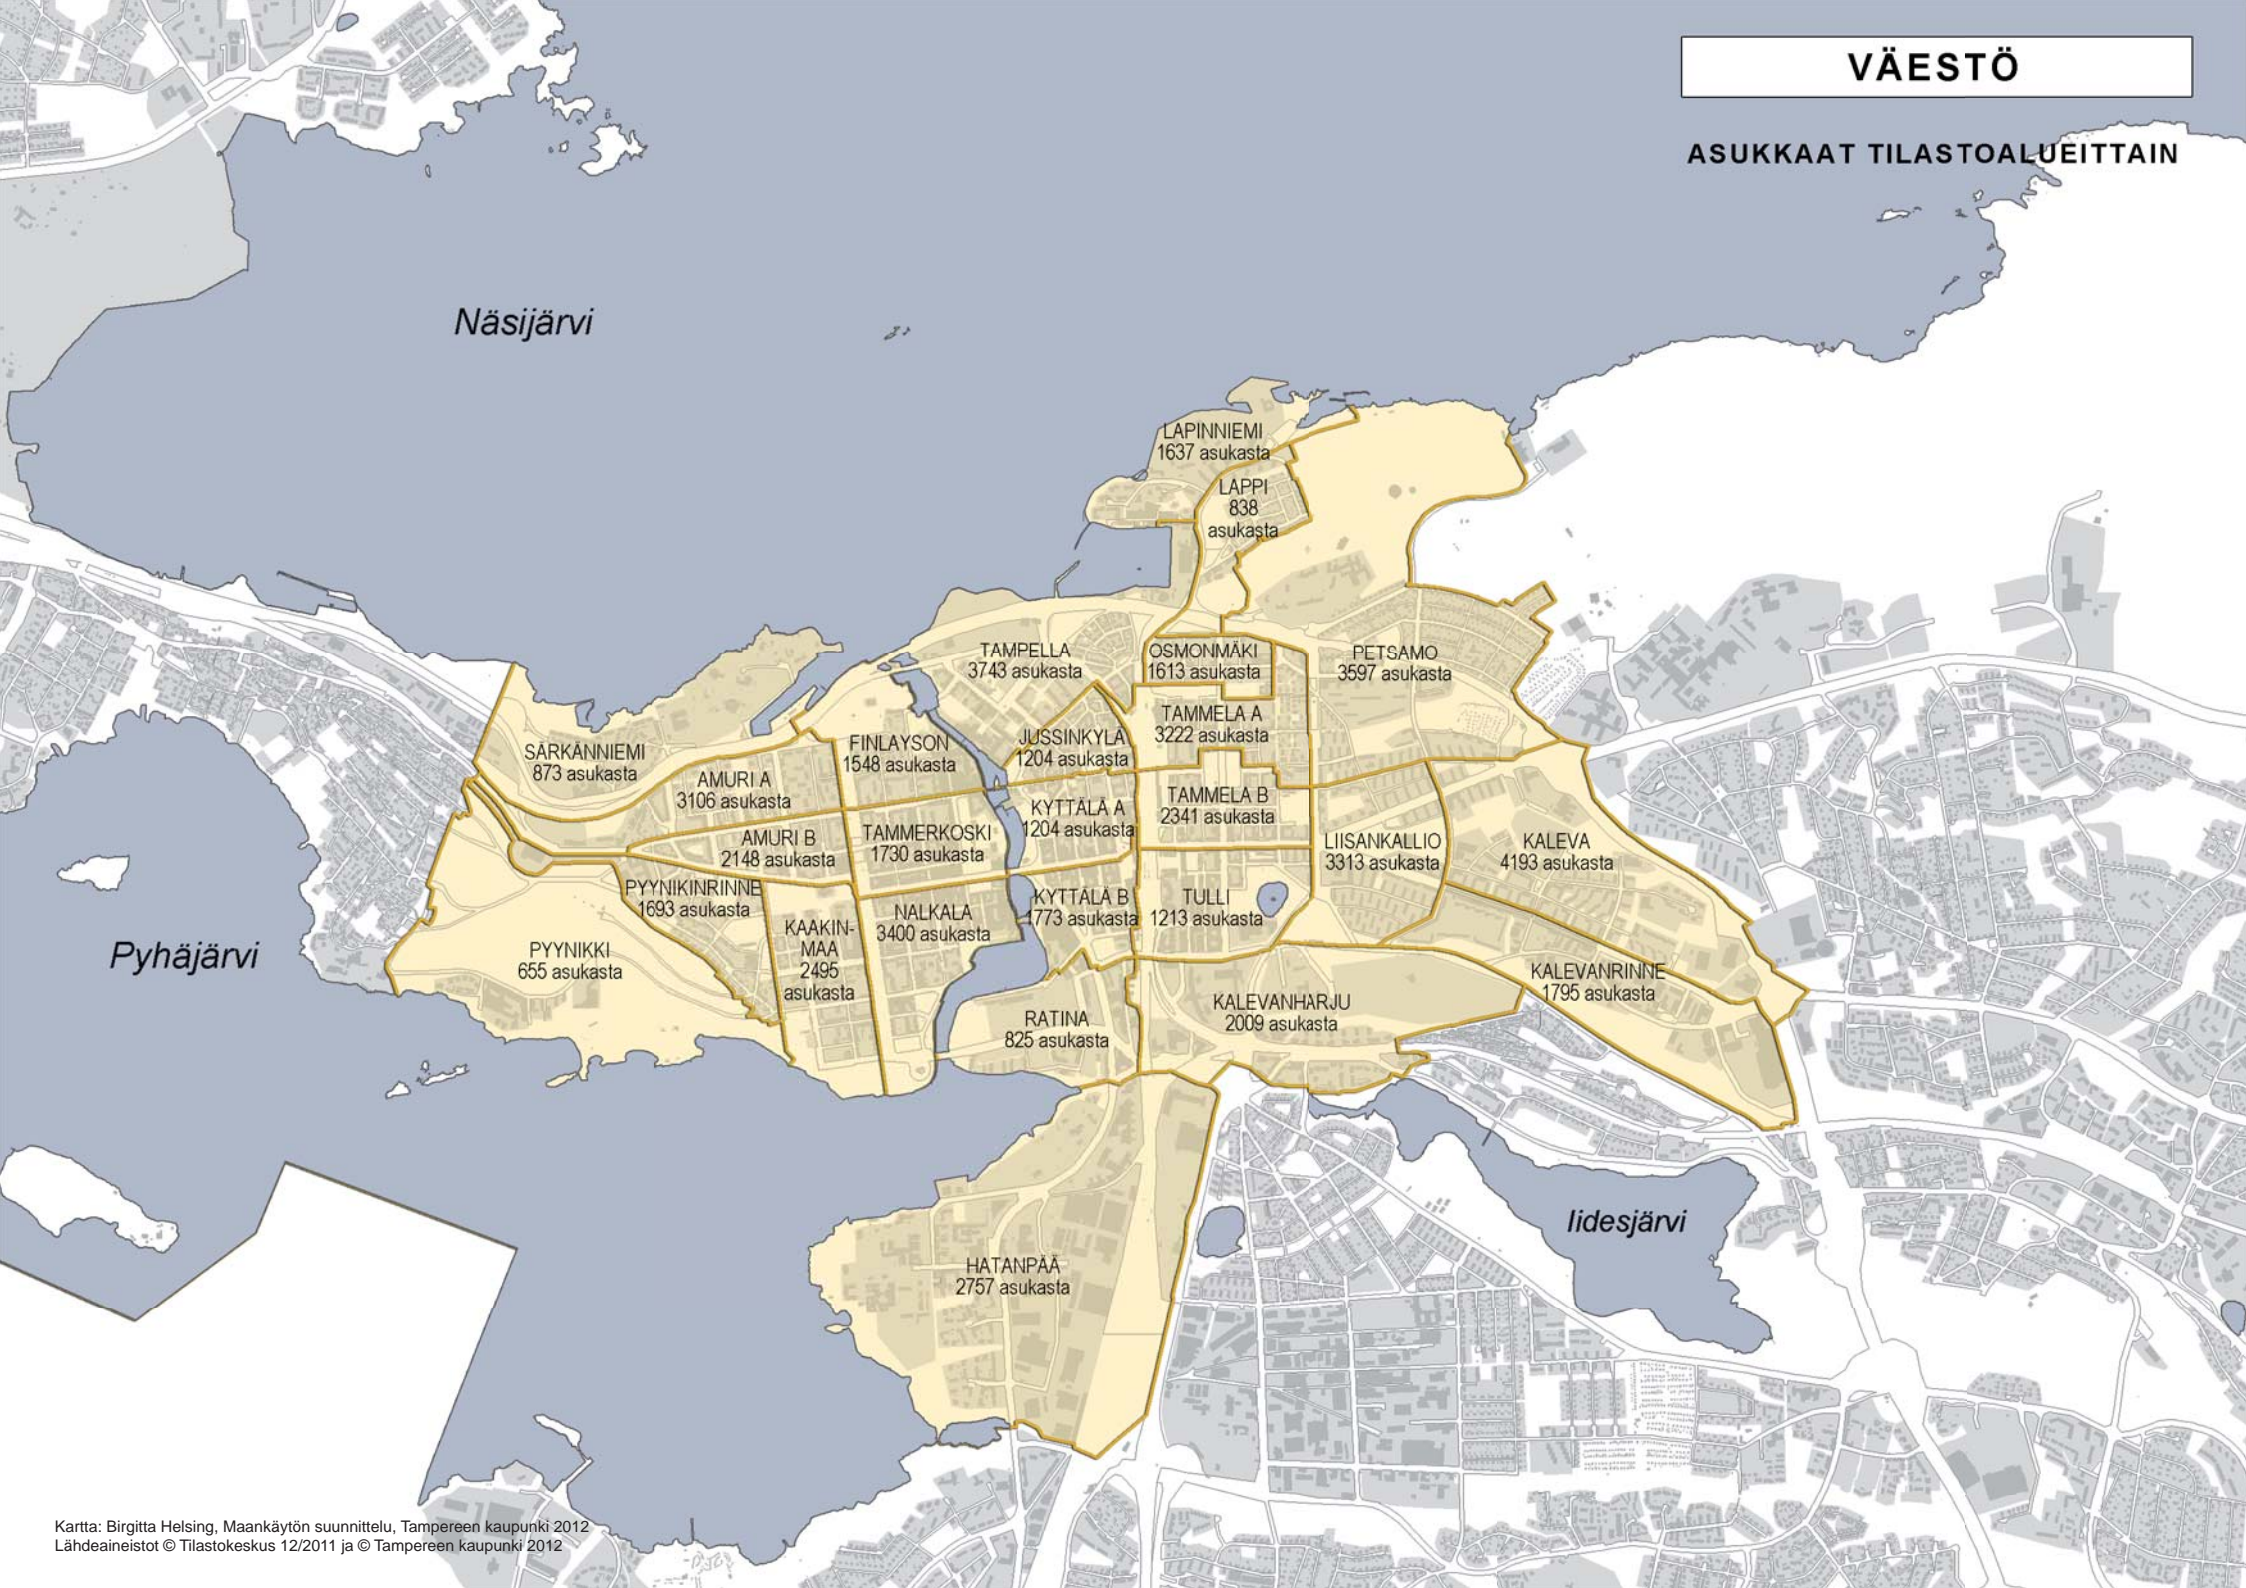 VÄESTÖ
ASUKKAAT TILASTOALUEITTAIN
Näsijärvi
LAPINNIEMI
1637 asukasta
LAPPI
838
asukasta
TAMPELLA
3743 asukasta
OSMONMÄKI
1613 asukasta
PETSAMO
3597 asukasta
SÄRKÄNNIEMI
873 asukasta
AMURI A
3106 asukasta
FINLAYSON
1548 asukasta
JUSSINKYLÄ
1204 asukasta
TAMMELA A
3222 asukasta
AMURI B
2148 asukasta
TAMMERKOSKI
1730 asukasta
KYTTÄLÄ A
1204 asukasta
TAMMELA B
2341 asukasta
LIISANKALLIO
3313 asukasta
KALEVA
4193 asukasta
PYYNIKINRINNE
1693 asukasta
KAAKIN-
MAA
2495
asukasta
NALKALA
3400 asukasta
KYTTÄLÄ B
1773 asukasta
TULLI
1213 asukasta
Pyhäjärvi
PYYNIKKI
655 asukasta
RATINA
825 asukasta
KALEVANHARJU
2009 asukasta
KALEVANRINNE
1795 asukasta
Iidesjärvi
HATANPÄÄ
2757 asukasta
Kartta: Birgitta Helsing, Maankäytön suunnittelu, Tampereen kaupunki 2012
Lähdeaineistot © Tilastokeskus 12/2011 ja © Tampereen kaupunki 2012